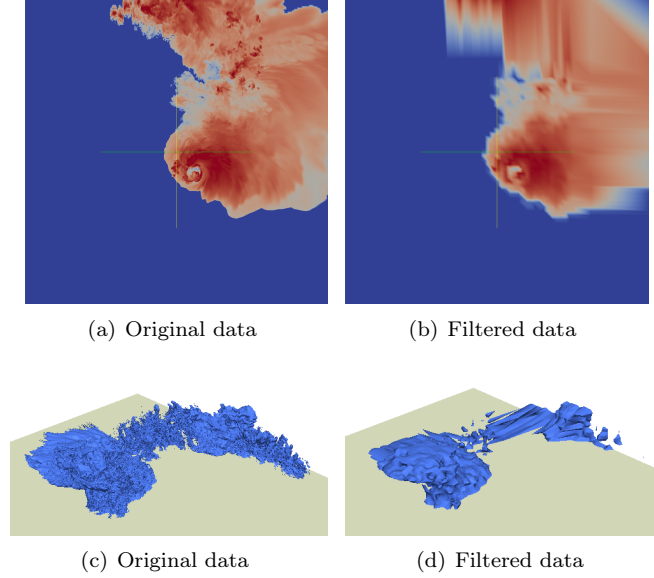 (a) Original data
(b) Filtered data
(c) Original data
(d) Filtered data